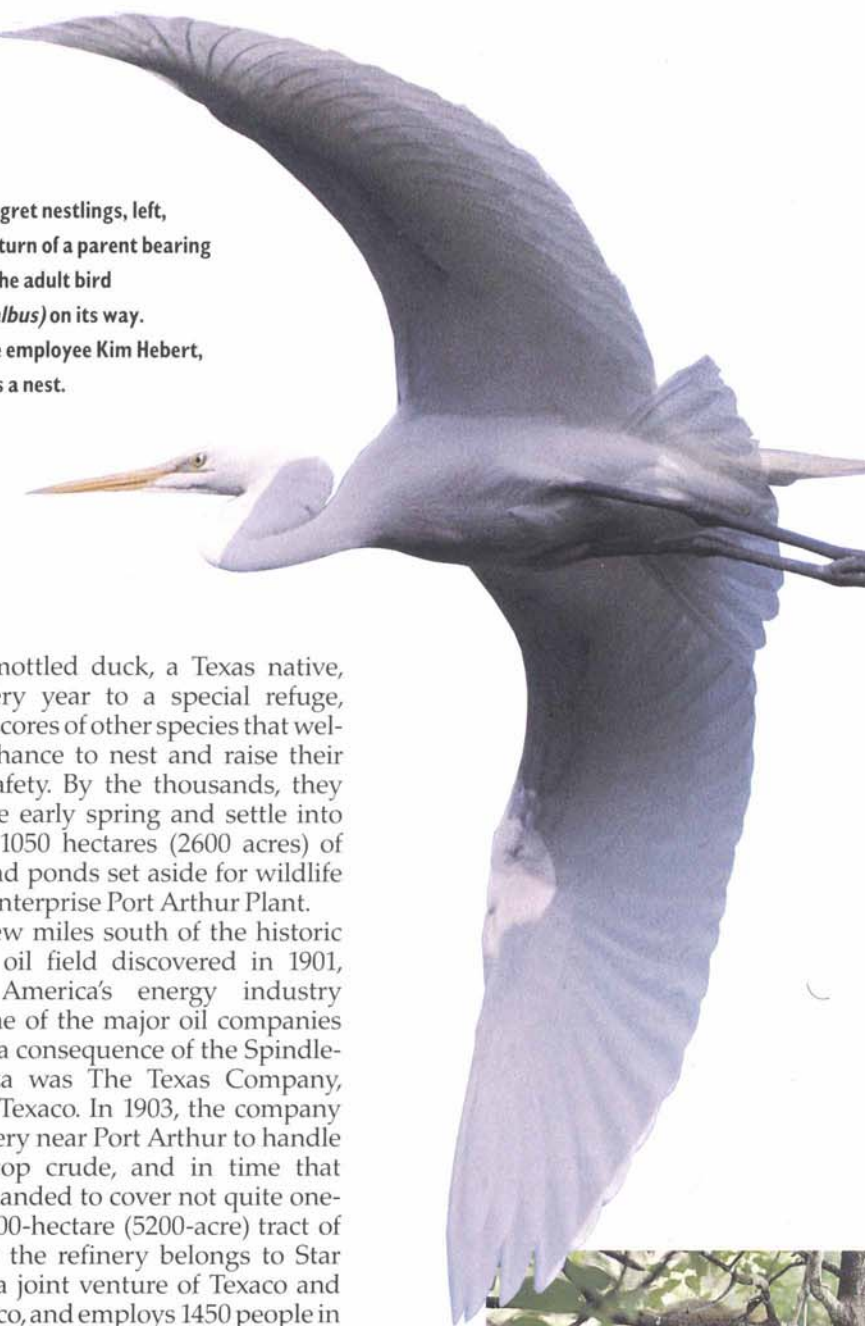 gret nestlings, left,
turn of a parent bearing
he adult bird
lbus) on its way.
e employee Kim Hebert,
s a nest.
mottled duck, a Texas native,
ery year to a special refuge,
cores of other species that wel-
hance to nest and raise their
afety. By the thousands, they
e early spring and settle into
1050 hectares (2600 acres) of
nd ponds set aside for wildlife
nterprise Port Arthur Plant.
ew miles south of the historic
oil field discovered in 1901,
America's energy industry
ne of the major oil companies
a consequence of the Spindle-
a was The Texas Company,
Texaco. In 1903, the company
ery near Port Arthur to handle
op crude, and in time that
anded to cover not quite one-
00-hectare (5200-acre) tract of
the refinery belongs to Star
a joint venture of Texaco and
co, and employs 1450 people in